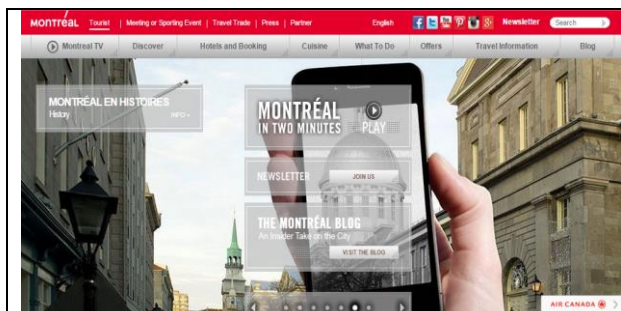 MONTRÉAL Tourist | Meeting or Sporting Event | Travel Trade | Press | Partner English Newsletter Search
Montreal TV Discover Hotels and Booking Cuisine What To Do Offers Travel Information Blog
MONTRÉAL EN HISTOIRES
History INFO
MONTRÉAL
IN TWO MINUTES PLAY
NEWSLETTER JOIN US
THE MONTRÉAL BLOG
An Insider Take on the City
VISIT THE BLOG
AIR CANADA